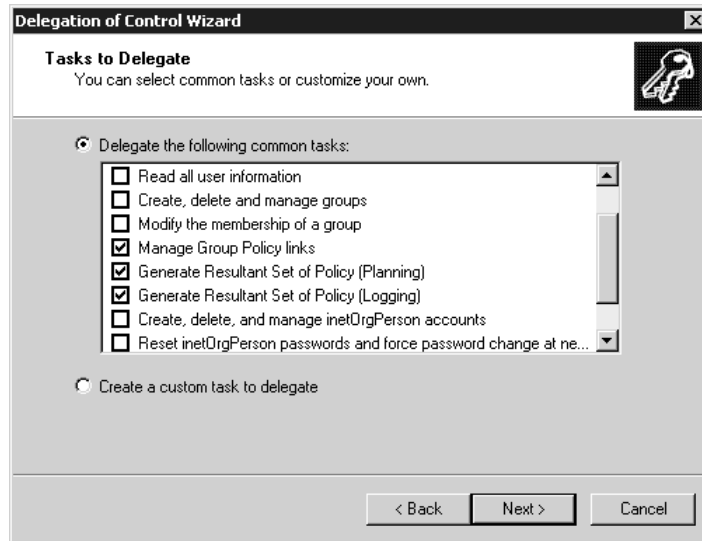 Delegation of Control Wizard
Tasks to Delegate
You can select common tasks or customize your own.
Delegate the following common tasks:
Read all user information
Create, delete and manage groups
Modify the membership of a group
Manage Group Policy links
Generate Resultant Set of Policy (Planning)
Generate Resultant Set of Policy (Logging)
Create, delete, and manage inetOrgPerson accounts
Reset inetOrgPerson passwords and force password change at ne...
Create a custom task to delegate
< Back Next > Cancel